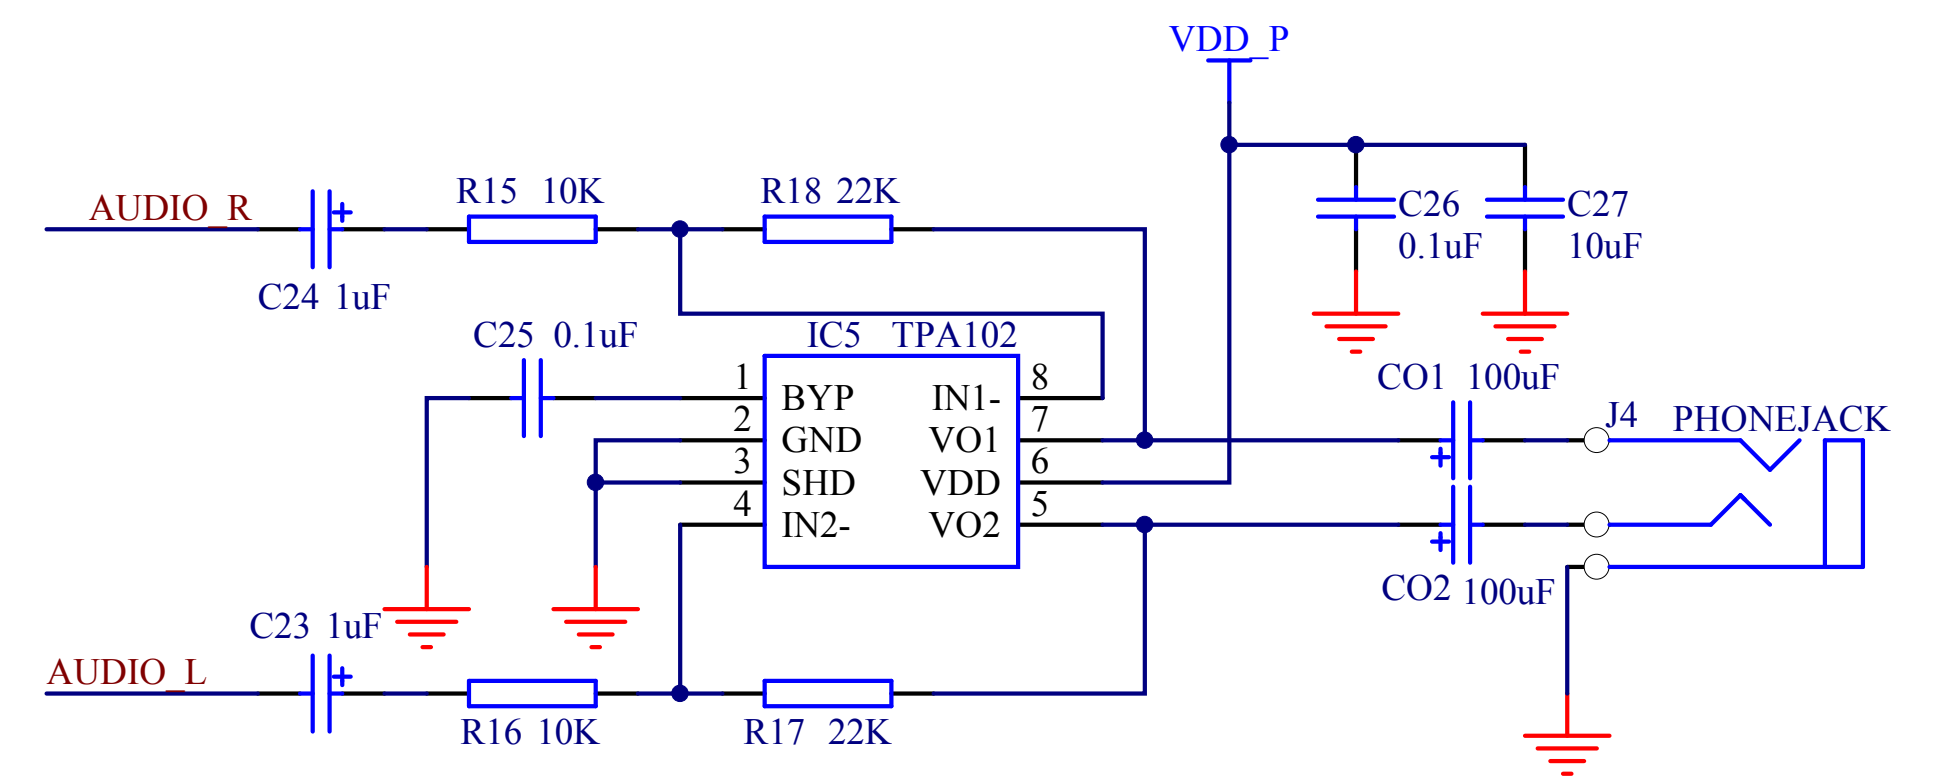 VDD_P
AUDIO_R
R15 10K
R18 22K
C26
0.1uF
C27
10uF
C24 1uF
C25 0.1uF
IC5 TPA102
1 BYP IN1- 8
2 GND VO1 7
3 SHD VDD 6
4 IN2- VO2 5
CO1 100uF
J4 PHONEJACK
CO2 100uF
C23 1uF
AUDIO_L
R16 10K
R17 22K